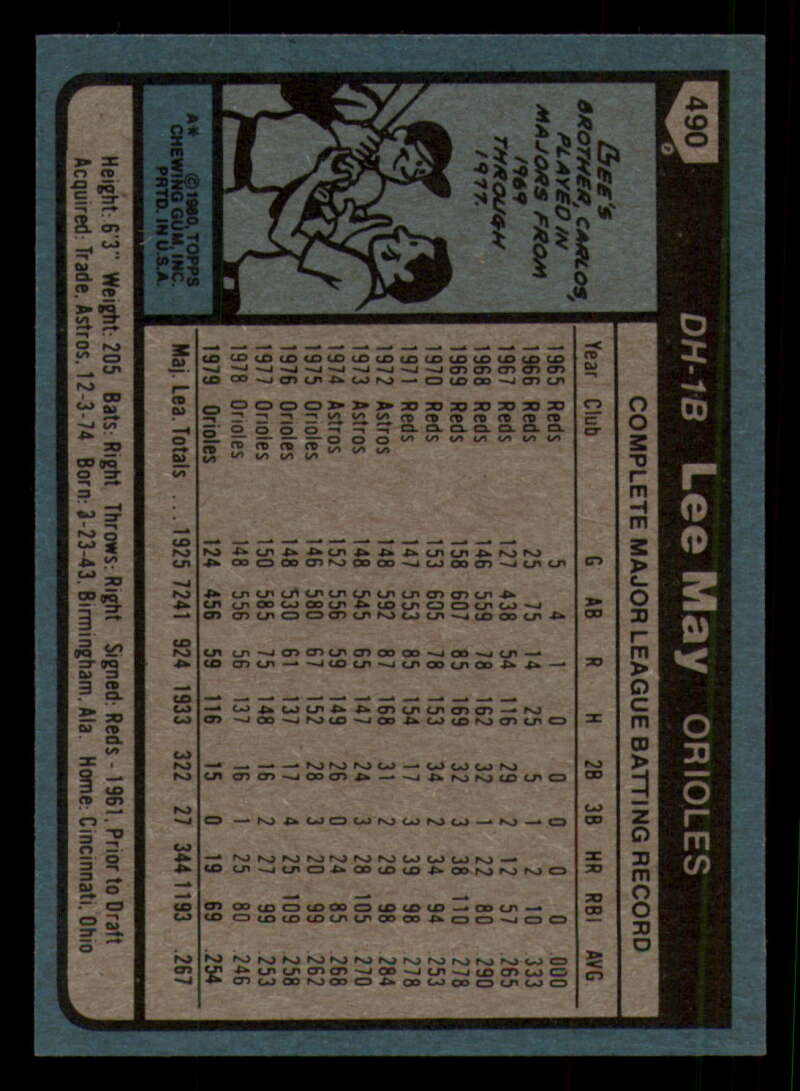 490
DH-1B Lee May ORIOLES
LEE'S
BROTHER, CARLOS,
PLAYED IN
MAJORS FROM
1969
THROUGH
1977.
A* © 1980, TOPPS
CHEWING GUM, INC.
PRTD. IN U.S.A.
COMPLETE MAJOR LEAGUE BATTING RECORD
Year Club G AB R H 2B 3B HR RBI AVG
1965 Reds 5 4 1 0 0 0 0 0 .000
1966 Reds 25 75 14 25 5 1 2 10 .333
1967 Reds 127 438 54 116 29 2 12 57 .265
1968 Reds 146 559 78 162 32 1 22 80 .290
1969 Reds 158 607 85 169 32 3 38 110 .278
1970 Reds 153 605 78 153 34 2 34 94 .253
1971 Reds 147 553 85 154 17 3 39 98 .278
1972 Astros 148 592 87 168 31 2 29 98 .284
1973 Astros 148 545 65 147 24 3 28 105 .270
1974 Astros 152 556 59 149 26 0 24 85 .268
1975 Orioles 146 580 67 152 28 3 20 99 .262
1976 Orioles 148 530 61 137 17 4 25 109 .258
1977 Orioles 150 585 75 148 16 2 27 99 .253
1978 Orioles 148 556 56 137 16 1 25 80 .246
1979 Orioles 124 456 59 116 15 0 19 69 .254
Maj. Lea. Totals . . . . 1925 7241 924 1933 322 27 344 1193 .267
Height: 6'3" Weight: 205 Bats: Right Throws: Right Signed: Reds - 1961, Prior to Draft
Acquired: Trade, Astros, 12-3-74 Born: 3-23-43, Birmingham, Ala. Home: Cincinnati, Ohio